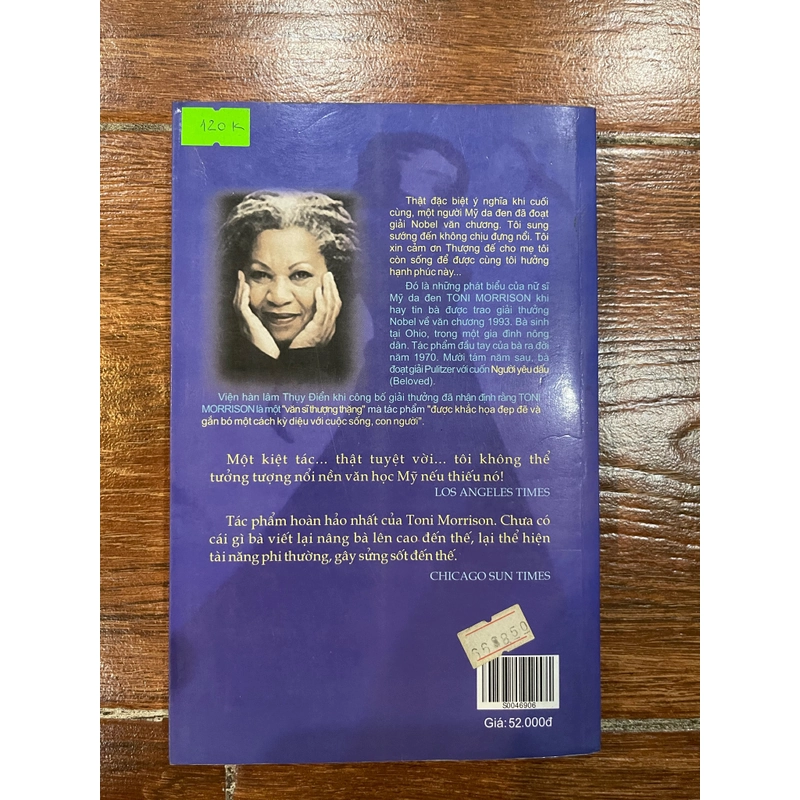 120K
Thật đặc biệt ý nghĩa khi cuối
cùng, một người Mỹ da đen đã đoạt
giải Nobel văn chương. Tôi sung
sướng đến không chịu đựng nổi. Tôi
xin cảm ơn Thượng đế cho mẹ tôi
còn sống để được cùng tôi hưởng
hạnh phúc này...
Đó là những phát biểu của nữ sĩ
Mỹ da đen TONI MORRISON khi
hay tin bà được trao giải thưởng
Nobel về văn chương 1993. Bà sinh
tại Ohio, trong một gia đình nông
dân. Tác phẩm đầu tay của bà ra đời
năm 1970. Mười tám năm sau, bà
đoạt giải Pulitzer với cuốn Người yêu dấu
(Beloved).
Viện hàn lâm Thụy Điển khi công bố giải thưởng đã nhận định rằng TONI
MORRISON là một "văn sĩ thượng thặng" mà tác phẩm "được khắc họa đẹp đẽ và
gắn bó một cách kỳ diệu với cuộc sống, con người".
Một kiệt tác... thật tuyệt vời... tôi không thể
tưởng tượng nổi nền văn học Mỹ nếu thiếu nó!
LOS ANGELES TIMES
Tác phẩm hoàn hảo nhất của Toni Morrison. Chưa có
cái gì bà viết lại nâng bà lên cao đến thế, lại thể hiện
tài năng phi thường, gây sửng sốt đến thế.
CHICAGO SUN TIMES
S0046906
Giá: 52.000đ